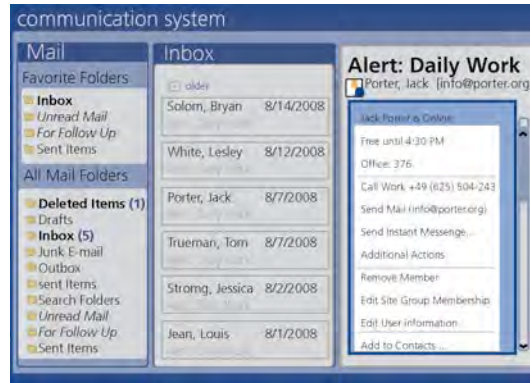 communication system
Mail
Favorite Folders
Inbox
Unread Mail
For Follow Up
Sent Items
All Mail Folders
Deleted Items (1)
Drafts
Inbox (5)
Junk E-mail
Outbox
sent Items
Search Folders
Unread Mail
For Follow Up
Sent Items
Inbox
older
Solom, Bryan 8/14/2008
White, Lesley 8/12/2008
Porter, Jack 8/7/2008
Trueman, Tom 8/7/2008
Stromg, Jessica 8/2/2008
Jean, Louis 8/1/2008
Alert: Daily Work
Porter, Jack [info@porter.org
Jack Porter is Online
Free until 4:30 PM
Office: 376
Call Work +49 (625) 504-243
Send Mail (info@porter.org)
Send Instant Messenge...
Additional Actions
Remove Member
Edit Site Group Membership
Edit User information
Add to Contacts ...